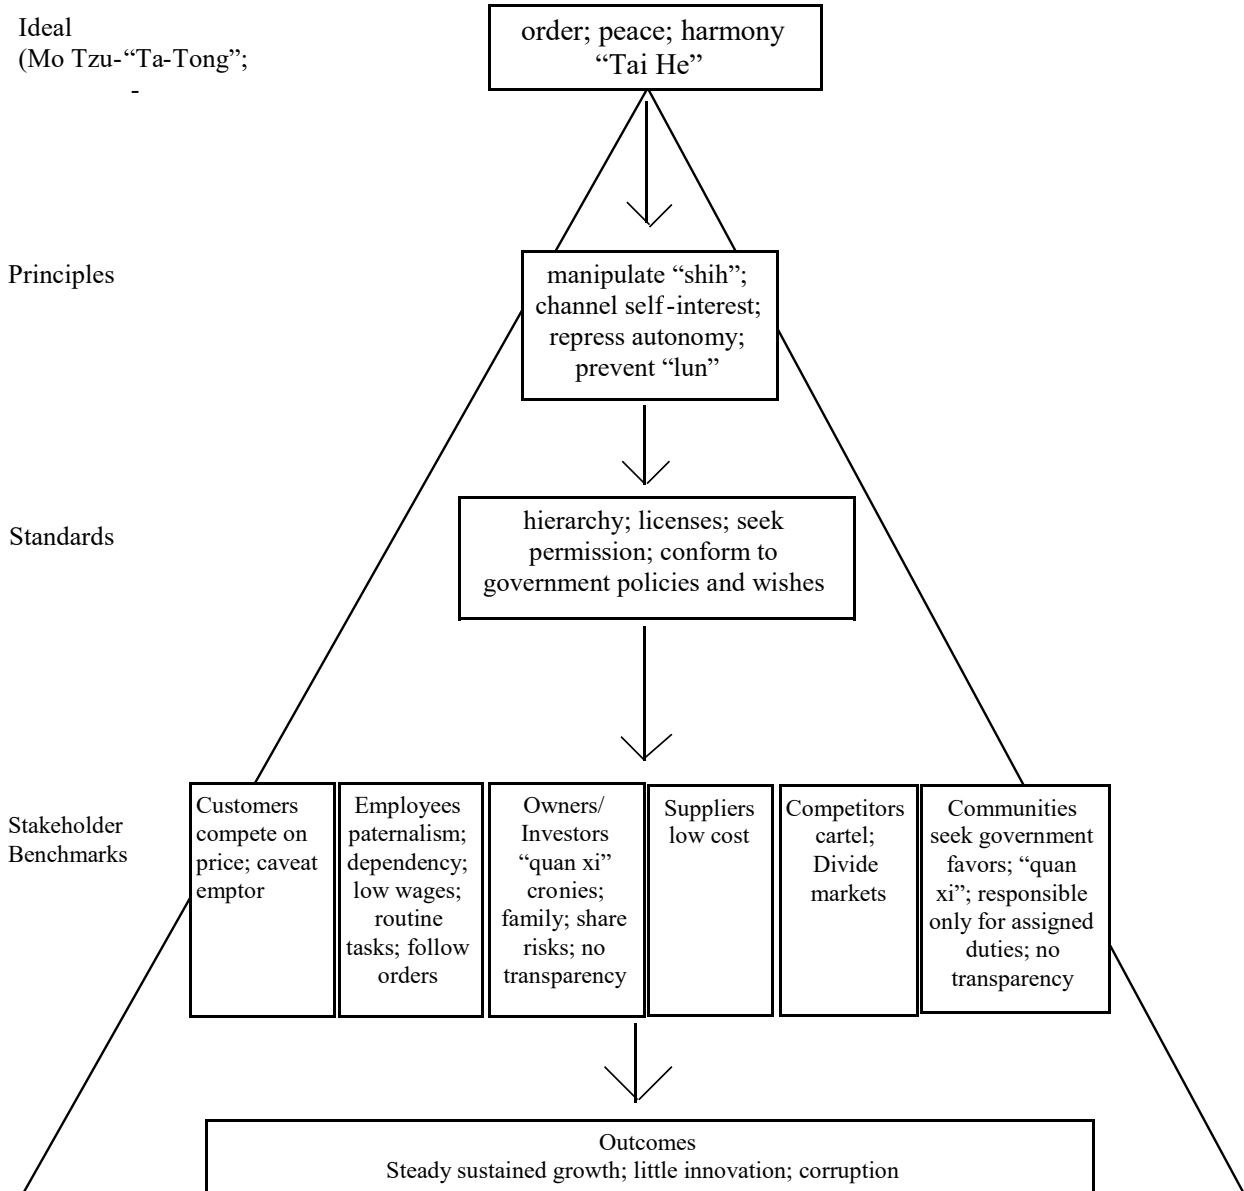 Ideal
(Mo Tzu-“Ta-Tong”;
-
order; peace; harmony
“Tai He”
Principles
manipulate “shih”;
channel self-interest;
repress autonomy;
prevent “lun”
Standards
hierarchy; licenses; seek
permission; conform to
government policies and wishes
Stakeholder
Benchmarks
Customers
compete on
price; caveat
emptor
Employees
paternalism;
dependency;
low wages;
routine
tasks; follow
orders
Owners/
Investors
“quan xi”
cronies;
family; share
risks; no
transparency
Suppliers
low cost
Competitors
cartel;
Divide
markets
Communities
seek government
favors; “quan
xi”; responsible
only for assigned
duties; no
transparency
Outcomes
Steady sustained growth; little innovation; corruption